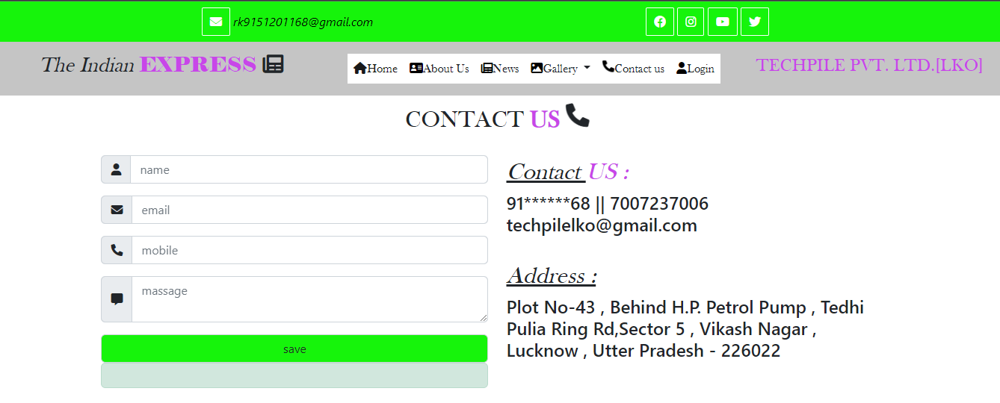 rk9151201168@gmail.com
The Indian EXPRESS
Home About Us News Gallery Contact us Login
TECHPILE PVT. LTD.[LKO]
CONTACT US
name
email
mobile
massage
save
Contact US :
91******68 || 7007237006
techpilelko@gmail.com
Address :
Plot No-43 , Behind H.P. Petrol Pump , Tedhi
Pulia Ring Rd,Sector 5 , Vikash Nagar ,
Lucknow , Utter Pradesh - 226022